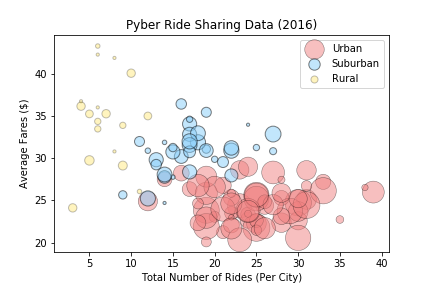 Pyber Ride Sharing Data (2016)
Urban
Suburban
Rural
Average Fares ($)
40
35
30
25
20
5 10 15 20 25 30 35 40
Total Number of Rides (Per City)